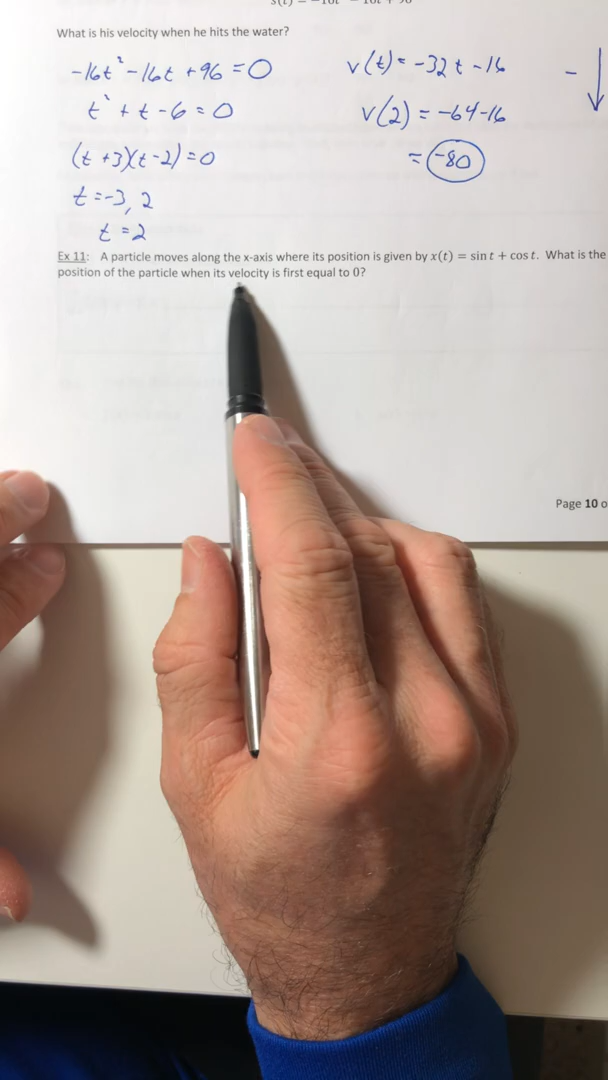 What is his velocity when he hits the water?
-16t² - 16t + 96 = 0
v(t) = -32t - 16
-
t² + t - 6 = 0
v(2) = -64 - 16
(t + 3)(t - 2) = 0
= -80
t = -3, 2
t = 2
Ex 11: A particle moves along the x-axis where its position is given by x(t) = sin t + cos t. What is the
position of the particle when its velocity is first equal to 0?
Page 10 o